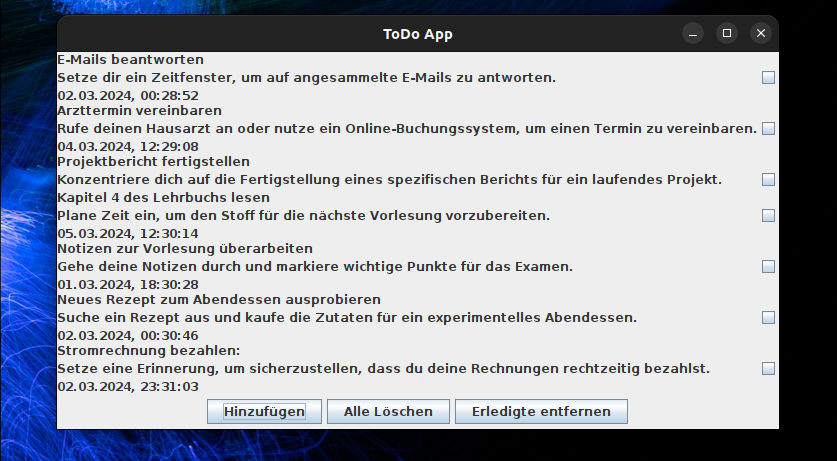 ToDo App
E-Mails beantworten
Setze dir ein Zeitfenster, um auf angesammelte E-Mails zu antworten.
02.03.2024, 00:28:52
Arzttermin vereinbaren
Rufe deinen Hausarzt an oder nutze ein Online-Buchungssystem, um einen Termin zu vereinbaren.
04.03.2024, 12:29:08
Projektbericht fertigstellen
Konzentriere dich auf die Fertigstellung eines spezifischen Berichts für ein laufendes Projekt.
Kapitel 4 des Lehrbuchs lesen
Plane Zeit ein, um den Stoff für die nächste Vorlesung vorzubereiten.
05.03.2024, 12:30:14
Notizen zur Vorlesung überarbeiten
Gehe deine Notizen durch und markiere wichtige Punkte für das Examen.
01.03.2024, 18:30:28
Neues Rezept zum Abendessen ausprobieren
Suche ein Rezept aus und kaufe die Zutaten für ein experimentelles Abendessen.
02.03.2024, 00:30:46
Stromrechnung bezahlen:
Setze eine Erinnerung, um sicherzustellen, dass du deine Rechnungen rechtzeitig bezahlst.
02.03.2024, 23:31:03
Hinzufügen Alle Löschen Erledigte entfernen